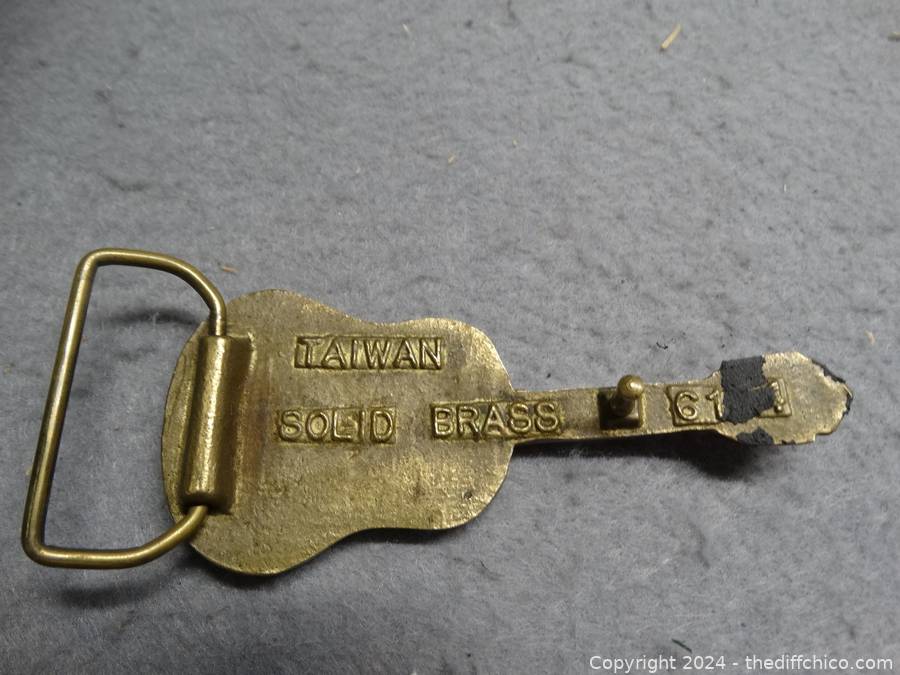 TAIWAN
SOLID BRASS
Copyright © 2024 - thediffchico.com